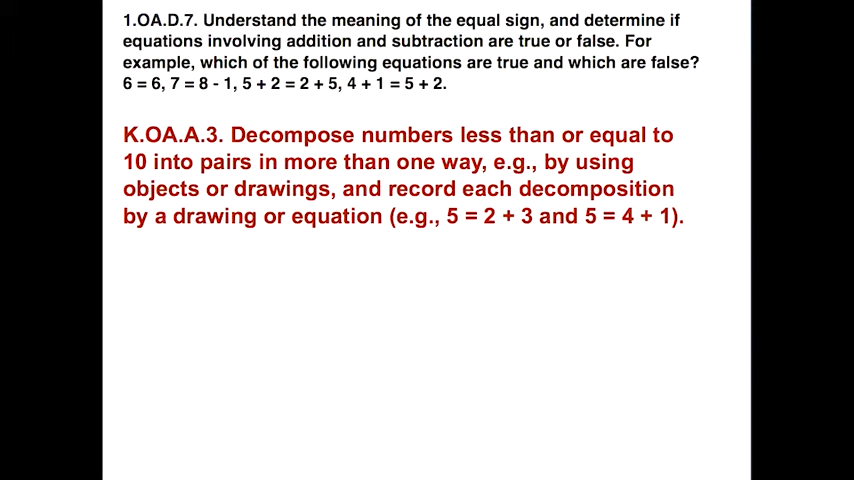 1.OA.D.7. Understand the meaning of the equal sign, and determine if
equations involving addition and subtraction are true or false. For
example, which of the following equations are true and which are false?
6 = 6, 7 = 8 - 1, 5 + 2 = 2 + 5, 4 + 1 = 5 + 2.
K.OA.A.3. Decompose numbers less than or equal to
10 into pairs in more than one way, e.g., by using
objects or drawings, and record each decomposition
by a drawing or equation (e.g., 5 = 2 + 3 and 5 = 4 + 1).